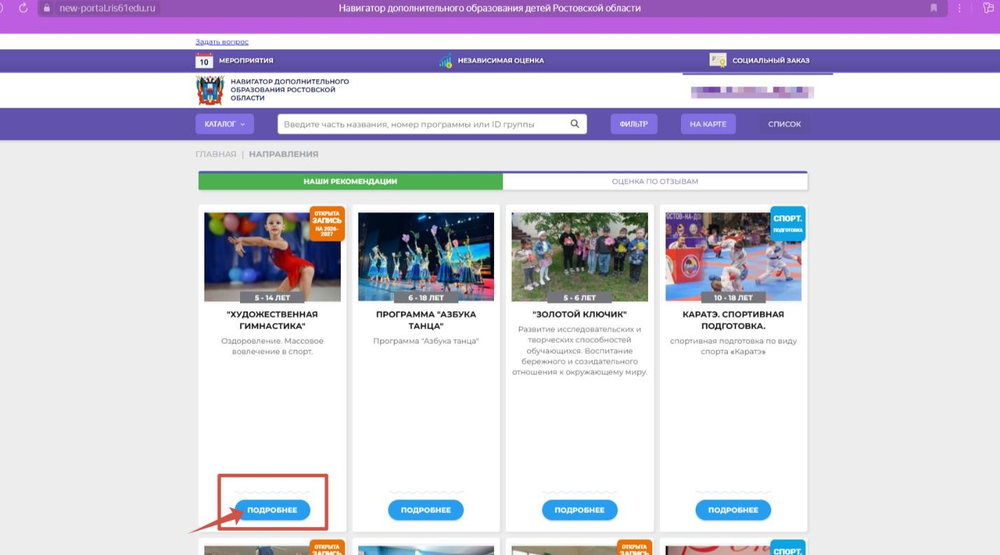 new-portal.ris61edu.ru
Навигатор дополнительного образования детей Ростовской области
Задать вопрос
10
МЕРОПРИЯТИЯ
НЕЗАВИСИМАЯ ОЦЕНКА
СОЦИАЛЬНЫЙ ЗАКАЗ
НАВИГАТОР ДОПОЛНИТЕЛЬНОГО
ОБРАЗОВАНИЯ РОСТОВСКОЙ
ОБЛАСТИ
КАТАЛОГ
Введите часть названия, номер программы или ID группы
ФИЛЬТР
НА КАРТЕ
СПИСОК
ГЛАВНАЯ | НАПРАВЛЕНИЯ
НАШИ РЕКОМЕНДАЦИИ
ОЦЕНКА ПО ОТЗЫВАМ
ОТКРЫТА
ЗАПИСЬ
НА 2026-
2027
5 - 14 ЛЕТ
"ХУДОЖЕСТВЕННАЯ
ГИМНАСТИКА"
Оздоровление. Массовое
вовлечение в спорт.
ПОДРОБНЕЕ
6 - 18 ЛЕТ
ПРОГРАММА "АЗБУКА
ТАНЦА"
Программа "Азбука танца"
ПОДРОБНЕЕ
5 - 6 ЛЕТ
"ЗОЛОТОЙ КЛЮЧИК"
Развитие исследовательских и
творческих способностей
обучающихся. Воспитание
бережного и созидательного
отношения к окружающему миру.
ПОДРОБНЕЕ
РОСТОВ-НА-ДО
СПОРТ.
ПОДГОТОВКА
10 - 18 ЛЕТ
КАРАТЭ. СПОРТИВНАЯ
ПОДГОТОВКА.
спортивная подготовка по виду
спорта «Каратэ»
ПОДРОБНЕЕ
ОТКРЫТА
ЗАПИСЬ
ОТКРЫТА
ЗАПИСЬ
СПОРТ.